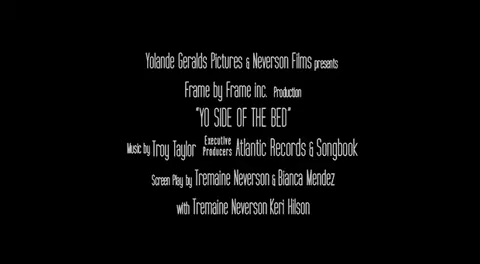 Yolande Geralds Pictures & Neverson Films presents
Frame by Frame inc. Production
"YO SIDE OF THE BED"
Music by Troy Taylor Executive Producers Atlantic Records & Songbook
Screen Play by Tremaine Neverson & Bianca Mendez
with Tremaine Neverson Keri Hilson